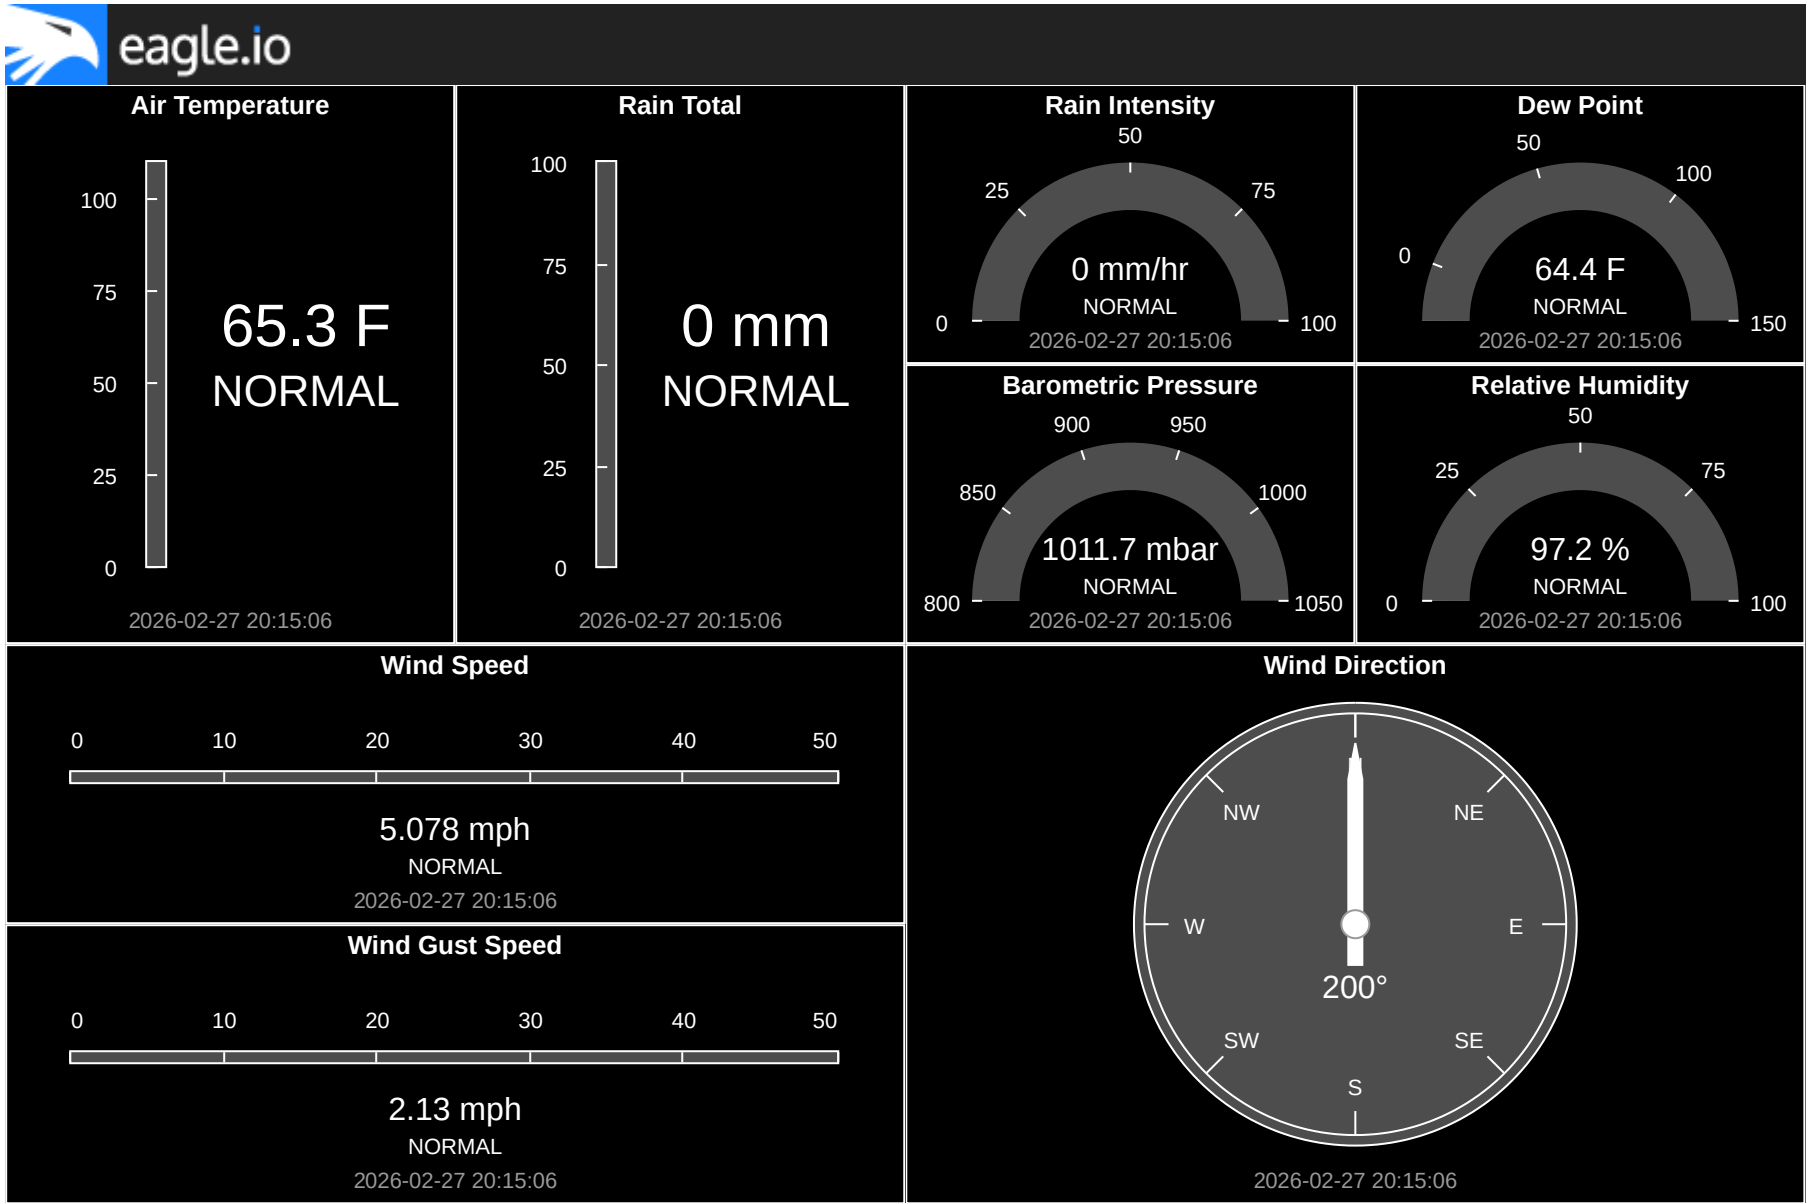 eagle.io
Air Temperature
100
75
50
25
0
65.3 F
NORMAL
2026-02-27 20:15:06
Rain Total
100
75
50
25
0
0 mm
NORMAL
2026-02-27 20:15:06
Rain Intensity
0
25
50
75
100
0 mm/hr
NORMAL
2026-02-27 20:15:06
Dew Point
0
50
100
150
64.4 F
NORMAL
2026-02-27 20:15:06
Barometric Pressure
800
850
900
950
1000
1050
1011.7 mbar
NORMAL
2026-02-27 20:15:06
Relative Humidity
0
25
50
75
100
97.2 %
NORMAL
2026-02-27 20:15:06
Wind Speed
0 10 20 30 40 50
5.078 mph
NORMAL
2026-02-27 20:15:06
Wind Gust Speed
0 10 20 30 40 50
2.13 mph
NORMAL
2026-02-27 20:15:06
Wind Direction
NW NE
W E
200°
SW SE
S
2026-02-27 20:15:06